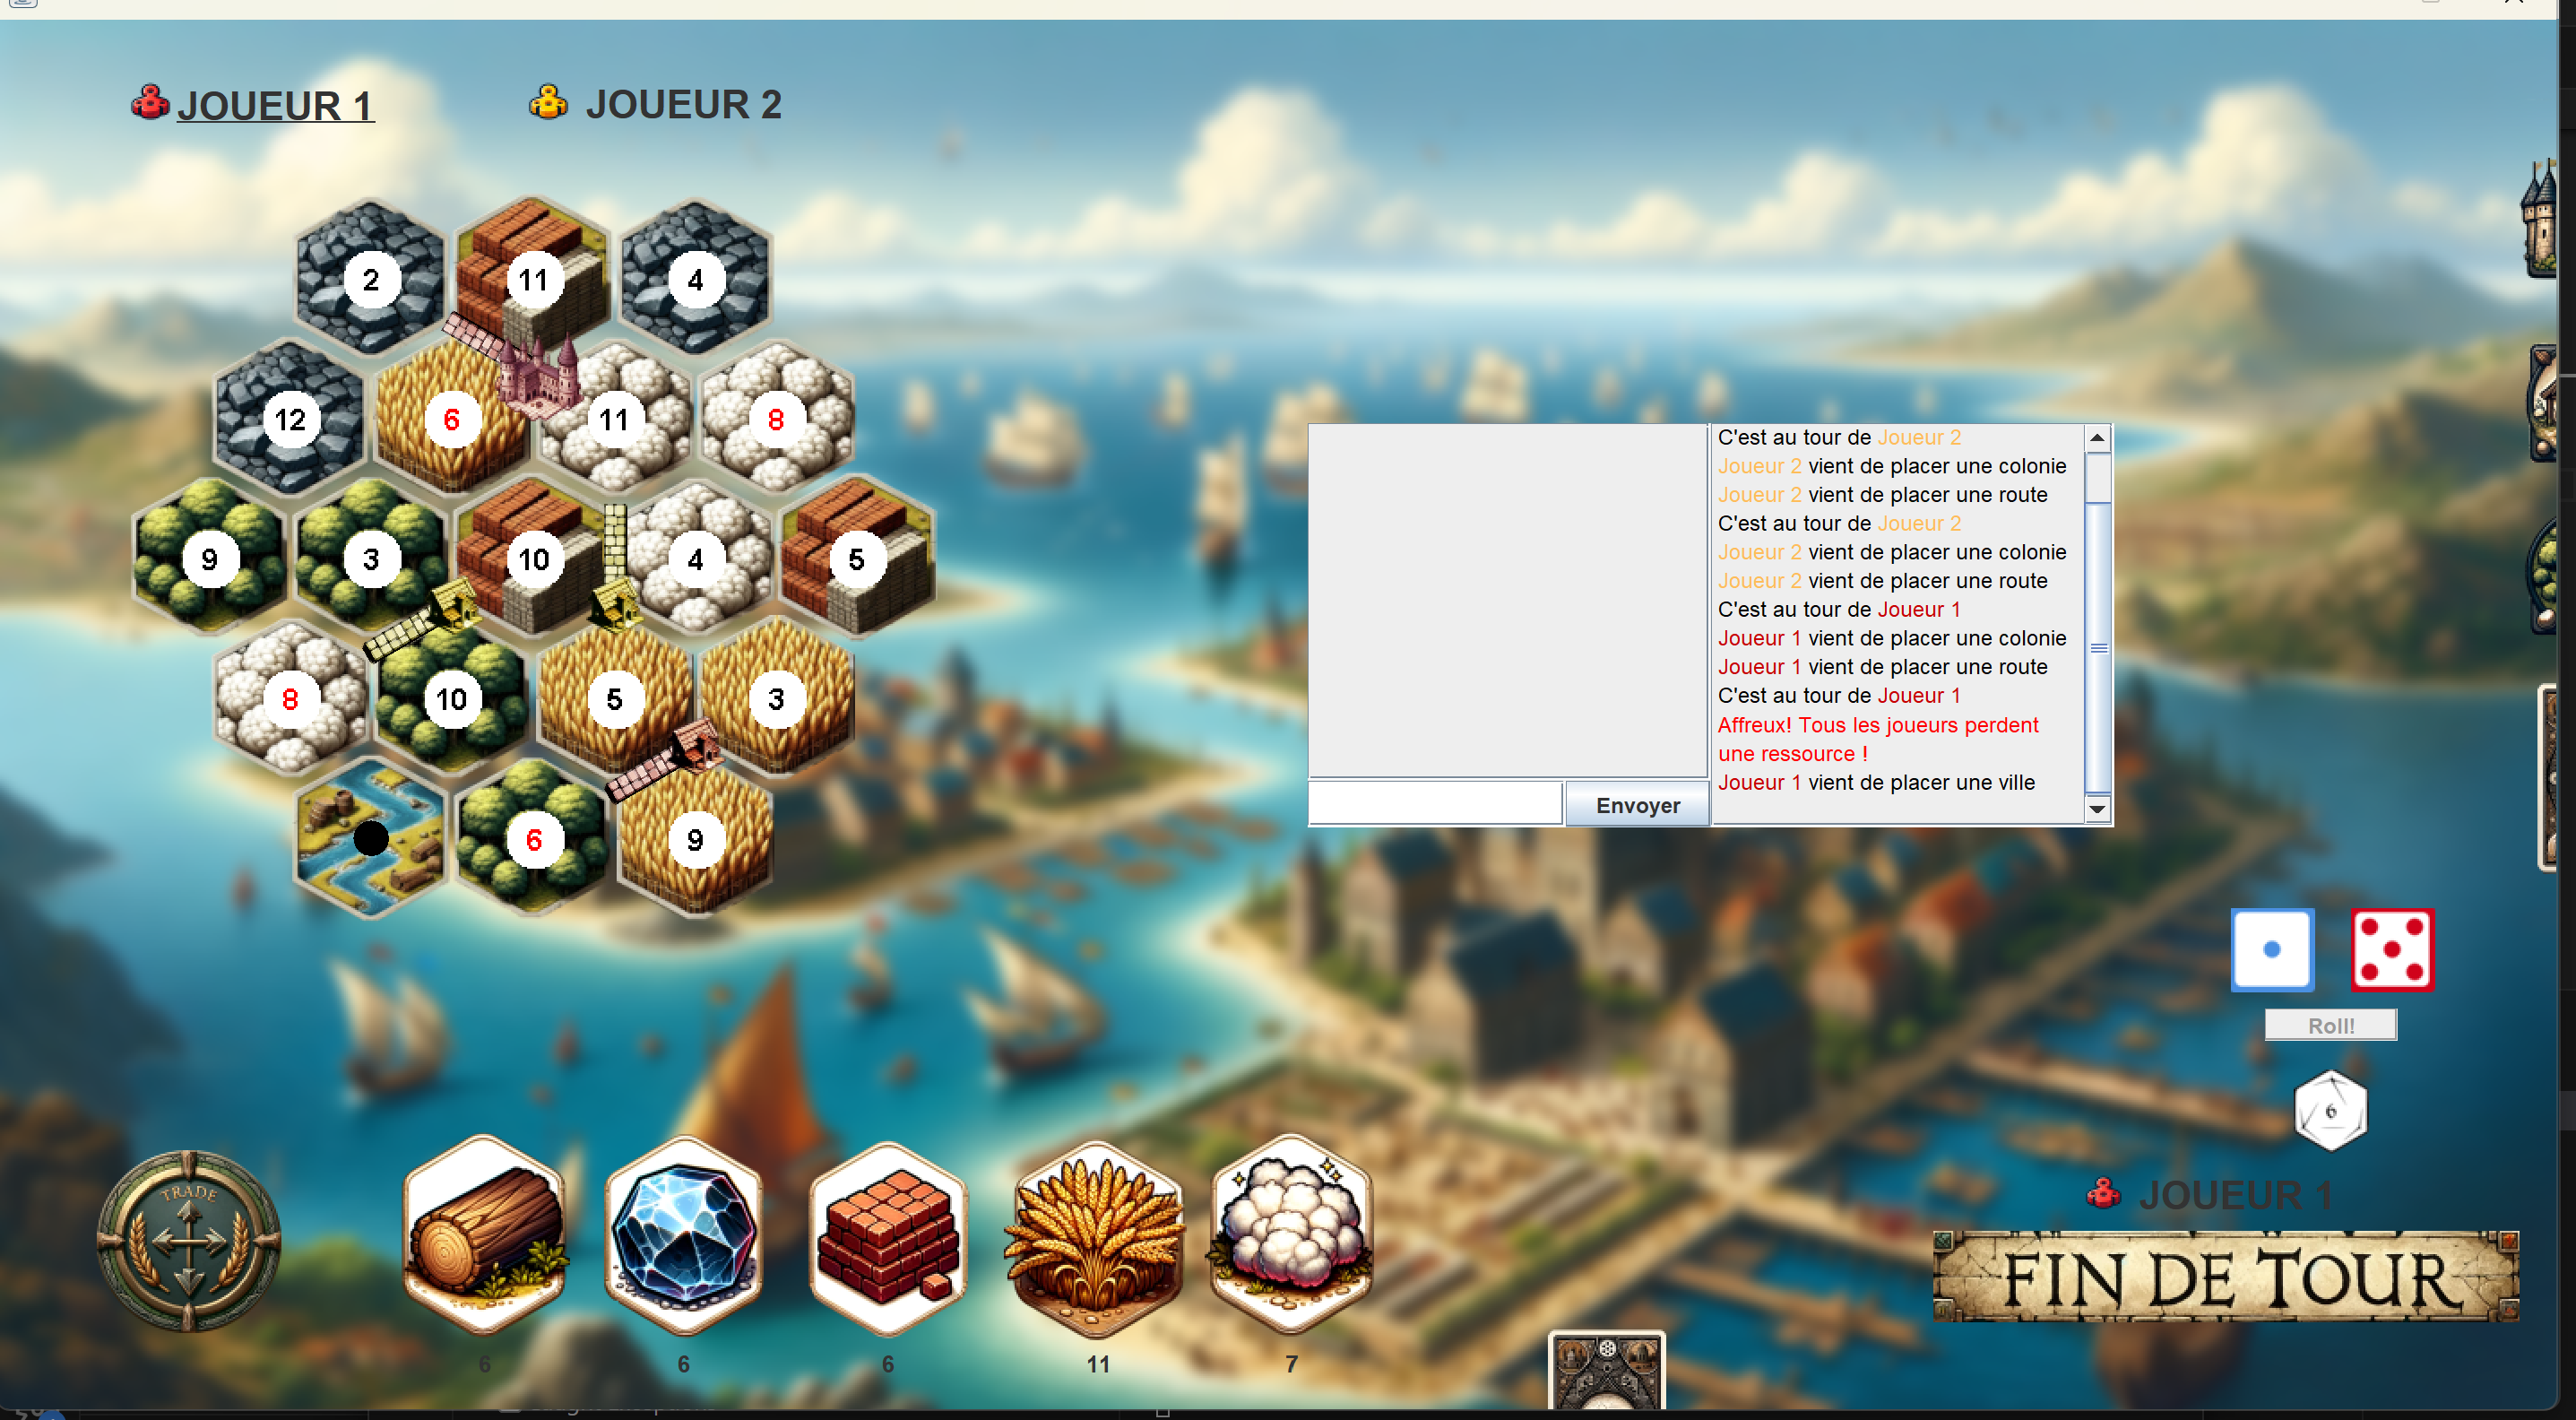 JOUEUR 1
JOUEUR 2
2
11
4
12
6
11
8
9
3
10
4
5
8
10
5
3
6
9
C'est au tour de Joueur 2
Joueur 2 vient de placer une colonie
Joueur 2 vient de placer une route
C'est au tour de Joueur 2
Joueur 2 vient de placer une colonie
Joueur 2 vient de placer une route
C'est au tour de Joueur 1
Joueur 1 vient de placer une colonie
Joueur 1 vient de placer une route
C'est au tour de Joueur 1
Affreux! Tous les joueurs perdent
une ressource !
Joueur 1 vient de placer une ville
Envoyer
Roll!
6
JOUEUR 1
FIN DE TOUR
TRADE
6
6
6
11
7